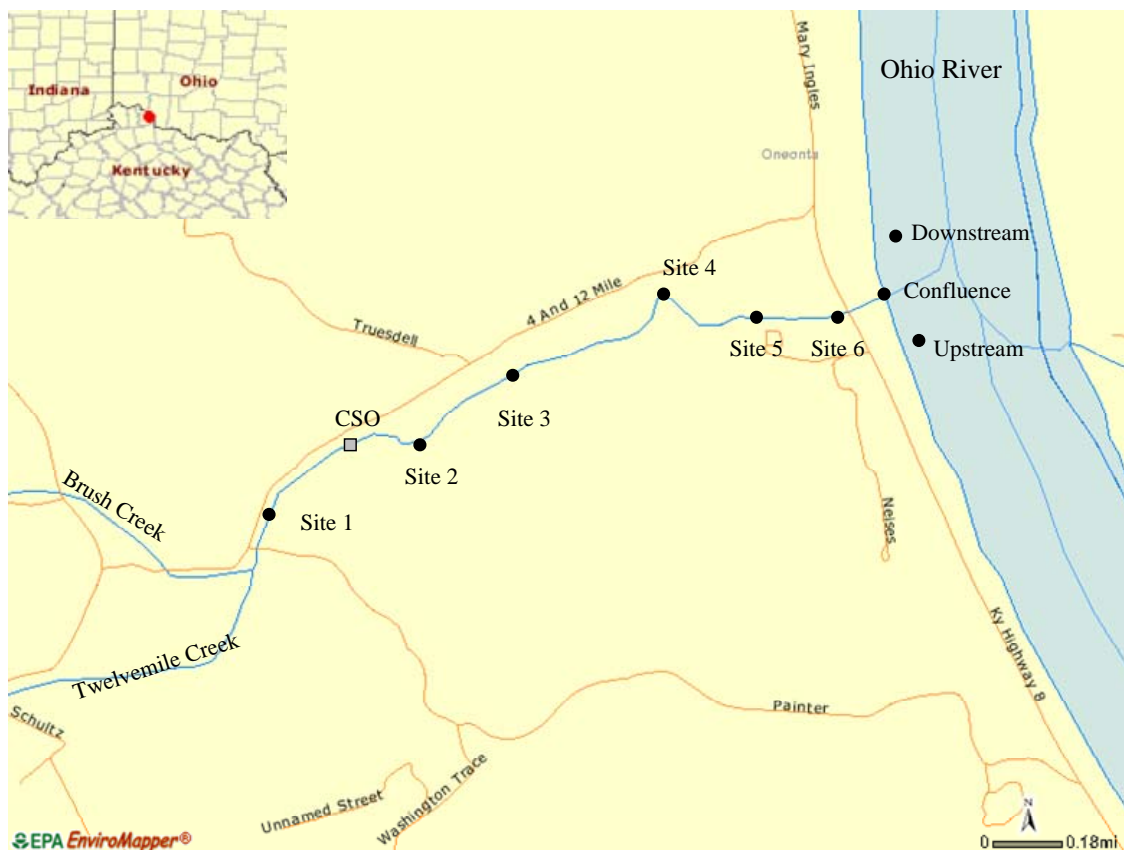 Indiana
Ohio
Kentucky
Mary Ingles
Ohio River
Oneonta
Downstream
Site 4
4 And 12 Mile
Confluence
Truesdell
Site 5
Site 6
Upstream
Site 3
CSO
Site 2
Brush Creek
Site 1
Neises
Twelvemile Creek
Ky Highway 8
Schultz
Painter
Washington Trace
Unnamed Street
N
EPA EnviroMapper®
0 0.18mi